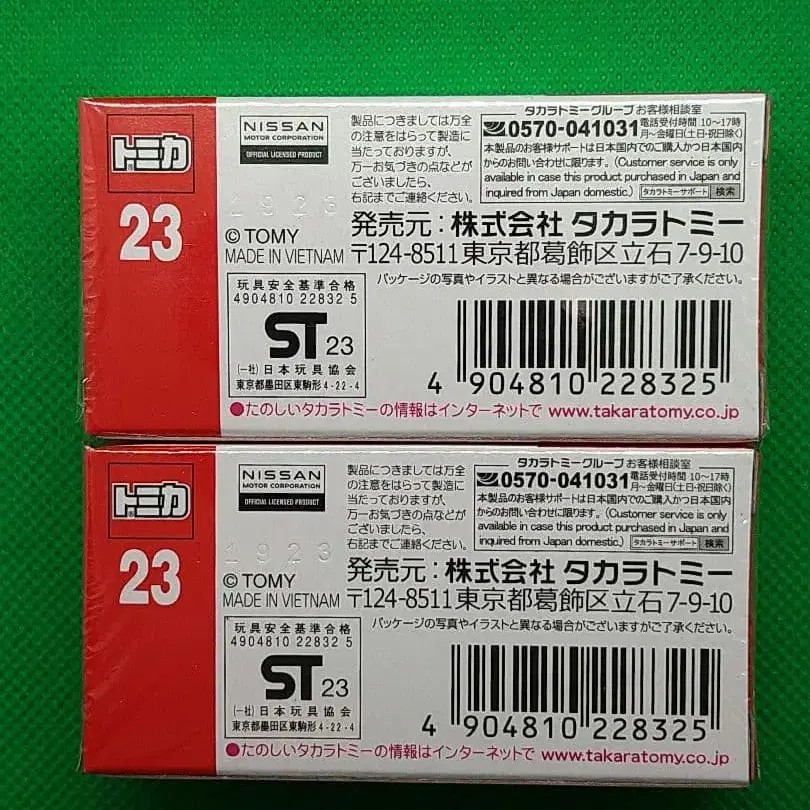 トミカ
23
NISSAN
MOTOR CORPORATION
OFFICIAL LICENSED PRODUCT
1923
製品につきましては万全
の注意をはらって製造に
当たっておりますが、
万一お気づきの点などが
ございましたら、
右記までご連絡ください。
タカラトミーグループ お客様相談室
0570-041031 電話受付時間 10～17時
月～金曜日(土日・祝日除く)
本製品のお客様サポートは日本国内でのご購入かつ日本国内
からのお問い合わせに限ります。(Customer service is only
available in case this product purchased in Japan and
inquired from Japan domestic.) タカラトミーサポート 検索
© TOMY
MADE IN VIETNAM
発売元：株式会社 タカラトミー
〒124-8511 東京都葛飾区立石 7-9-10
パッケージの写真やイラストと異なる場合がございますがご了承ください。
玩具安全基準合格
4904810 22832 5
ST 23
(一社)日本玩具協会
東京都墨田区東駒形4-22-4
4 904810 228325
●たのしいタカラトミーの情報はインターネットで www.takaratomy.co.jp
トミカ
23
NISSAN
MOTOR CORPORATION
OFFICIAL LICENSED PRODUCT
1923
製品につきましては万全
の注意をはらって製造に
当たっておりますが、
万一お気づきの点などが
ございましたら、
右記までご連絡ください。
タカラトミーグループ お客様相談室
0570-041031 電話受付時間 10～17時
月～金曜日(土日・祝日除く)
本製品のお客様サポートは日本国内でのご購入かつ日本国内
からのお問い合わせに限ります。(Customer service is only
available in case this product purchased in Japan and
inquired from Japan domestic.) タカラトミーサポート 検索
© TOMY
MADE IN VIETNAM
発売元：株式会社 タカラトミー
〒124-8511 東京都葛飾区立石 7-9-10
パッケージの写真やイラストと異なる場合がございますがご了承ください。
玩具安全基準合格
4904810 22832 5
ST 23
(一社)日本玩具協会
東京都墨田区東駒形4-22-4
4 904810 228325
●たのしいタカラトミーの情報はインターネットで www.takaratomy.co.jp